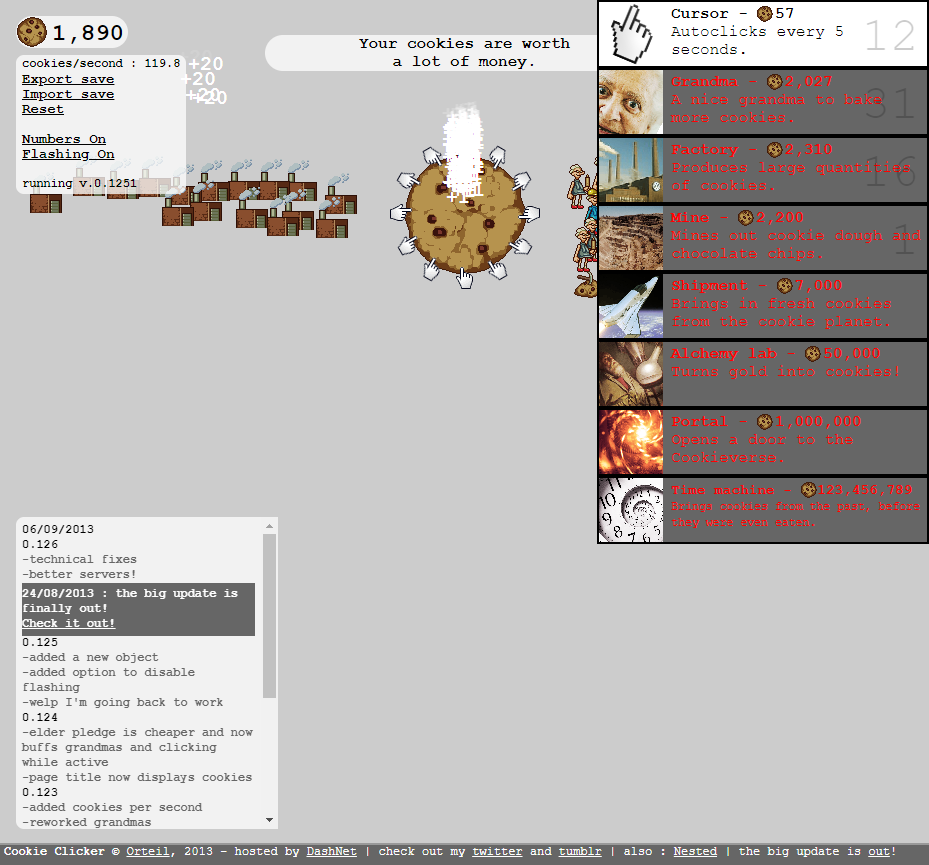 1,890
cookies/second : 119.8
Export save
Import save
Reset
Numbers On
Flashing On
running v.0.1251
+20
+20
+20
+20
Your cookies are worth
a lot of money.
+1
Cursor - 57
Autoclicks every 5
seconds.
12
Grandma - 2,027
A nice grandma to bake
more cookies.
31
Factory - 2,310
Produces large quantities
of cookies.
16
Mine - 2,200
Mines out cookie dough and
chocolate chips.
1
Shipment - 7,000
Brings in fresh cookies
from the cookie planet.
Alchemy lab - 50,000
Turns gold into cookies!
Portal - 1,000,000
Opens a door to the
Cookieverse.
Time machine - 123,456,789
Brings cookies from the past, before
they were even eaten.
06/09/2013
0.126
-technical fixes
-better servers!
24/08/2013 : the big update is
finally out!
Check it out!
0.125
-added a new object
-added option to disable
flashing
-welp I'm going back to work
0.124
-elder pledge is cheaper and now
buffs grandmas and clicking
while active
-page title now displays cookies
0.123
-added cookies per second
-reworked grandmas
Cookie Clicker © Orteil, 2013 - hosted by DashNet | check out my twitter and tumblr | also : Nested | the big update is out!